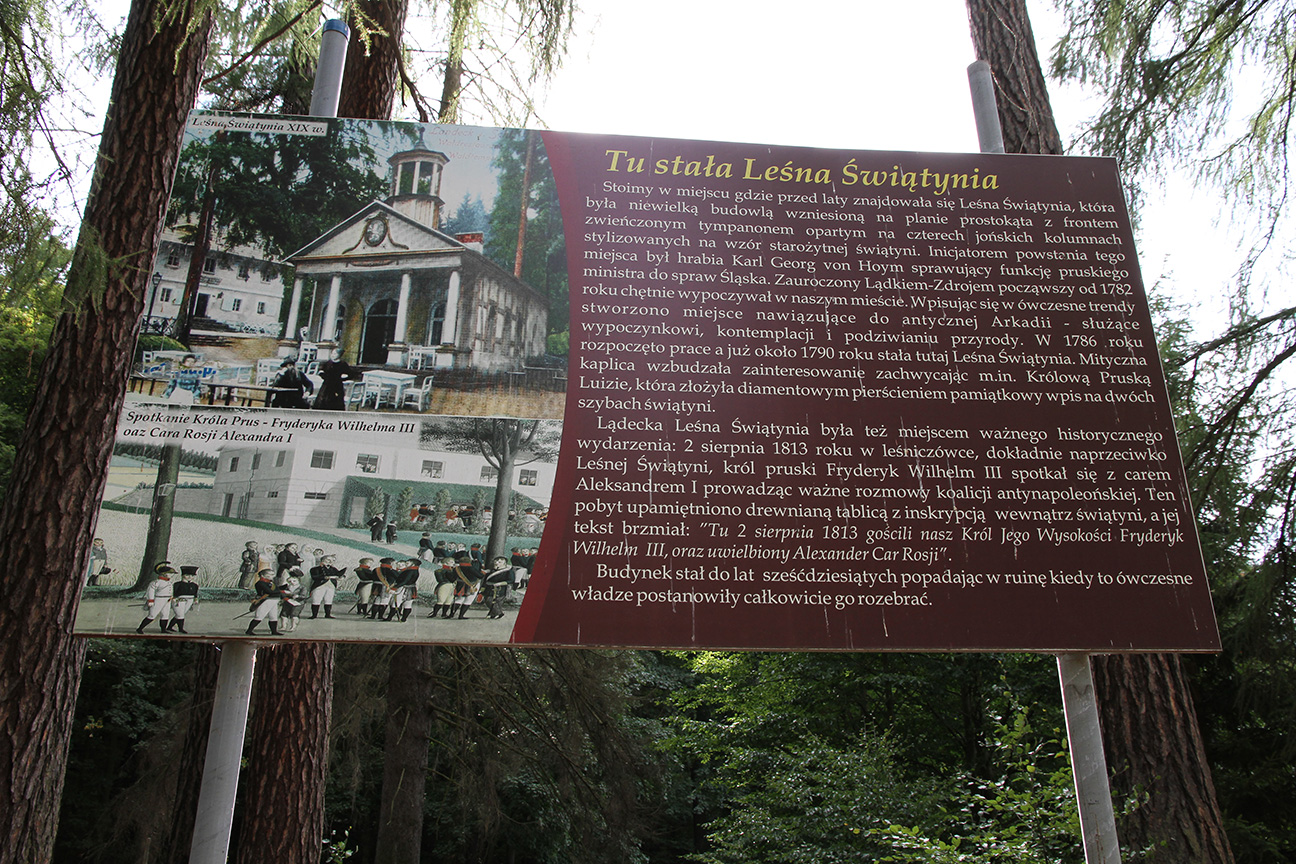 Leśna Świątynia XIX w.
Spotkanie Króla Prus - Fryderyka Wilhelma III
oaz Cara Rosji Alexandra I
Tu stała Leśna Świątynia
Stoimy w miejscu gdzie przed laty znajdowała się Leśna Świątynia, która
była niewielką budowlą wzniesioną na planie prostokąta z frontem
zwieńczonym tympanonem opartym na czterech jońskich kolumnach
stylizowanych na wzór starożytnej świątyni. Inicjatorem powstenia tego
miejsca był hrabia Karl Georg von Hoym sprawujący funkcję pruskiego
ministra do spraw Śląska. Zauroczony Lądkiem-Zdrojem począwszy od 1782
roku chętnie wypoczywał w naszym mieście. Wpisując się w ówczesne trendy
stworzono miejsce nawiązujące do antycznej Arkadii - służące
wypoczynkowi, kontemplacji i podziwianiu przyrody. W 1786 roku
rozpoczęto prace a już około 1790 roku stała tutaj Leśna Świątynia. Mityczna
kaplica wzbudzała zainteresowanie zachwycając m.in. Królową Pruską
Luizie, która złożyła diamentowym pierścieniem pamiątkowy wpis na dwóch
szybach świątyni.
Lądecka Leśna Świątynia była też miejscem ważnego historycznego
wydarzenia: 2 sierpnia 1813 roku w leśniczówce, dokładnie naprzeciwko
Leśnej Świątyni, król pruski Fryderyk Wilhelm III spotkał się z carem
Aleksandrem I prowadząc ważne rozmowy koalicji antynapoleońskiej. Ten
pobyt upamiętniono drewnianą tablicą z inskrypcją wewnątrz świątyni, a jej
tekst brzmiał: "Tu 2 sierpnia 1813 gościli nasz Król Jego Wysokości Fryderyk
Wilhelm III, oraz uwielbiony Alexander Car Rosji".
Budynek stał do lat sześćdziesiątych popadając w ruinę kiedy to ówczesne
władze postanowiły całkowicie go rozebrać.